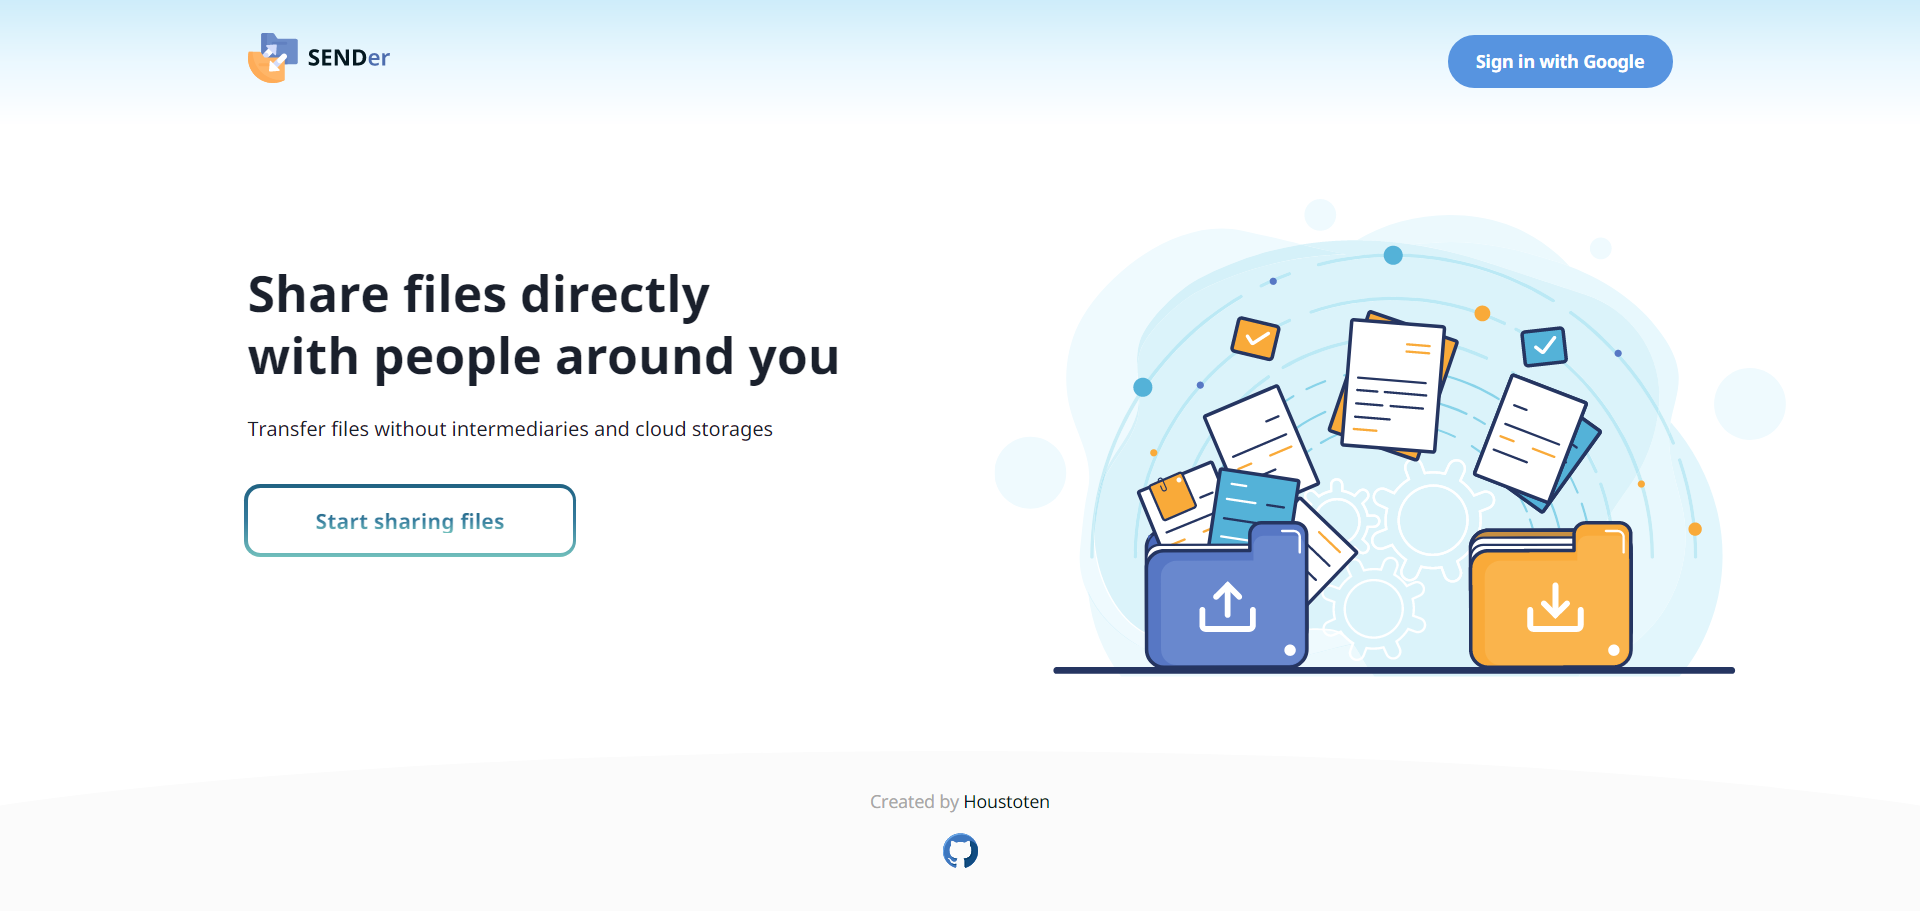 SENDer
Sign in with Google
Share files directly
with people around you
Transfer files without intermediaries and cloud storages
Start sharing files
Created by Houstoten